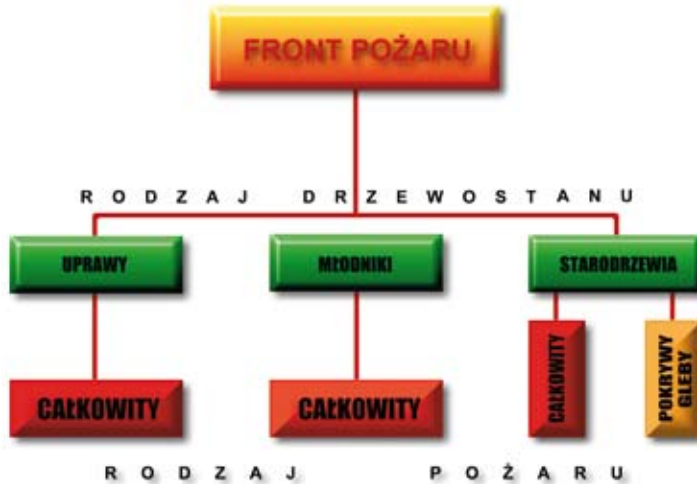 FRONT POŻARU
RODZAJ DRZEWOSTANU
UPRAWY
MŁODNIKI
STARODRZEWIA
CAŁKOWITY
CAŁKOWITY
CAŁKOWITY
POKRYWY
GLEBY
RODZAJ POŻARU